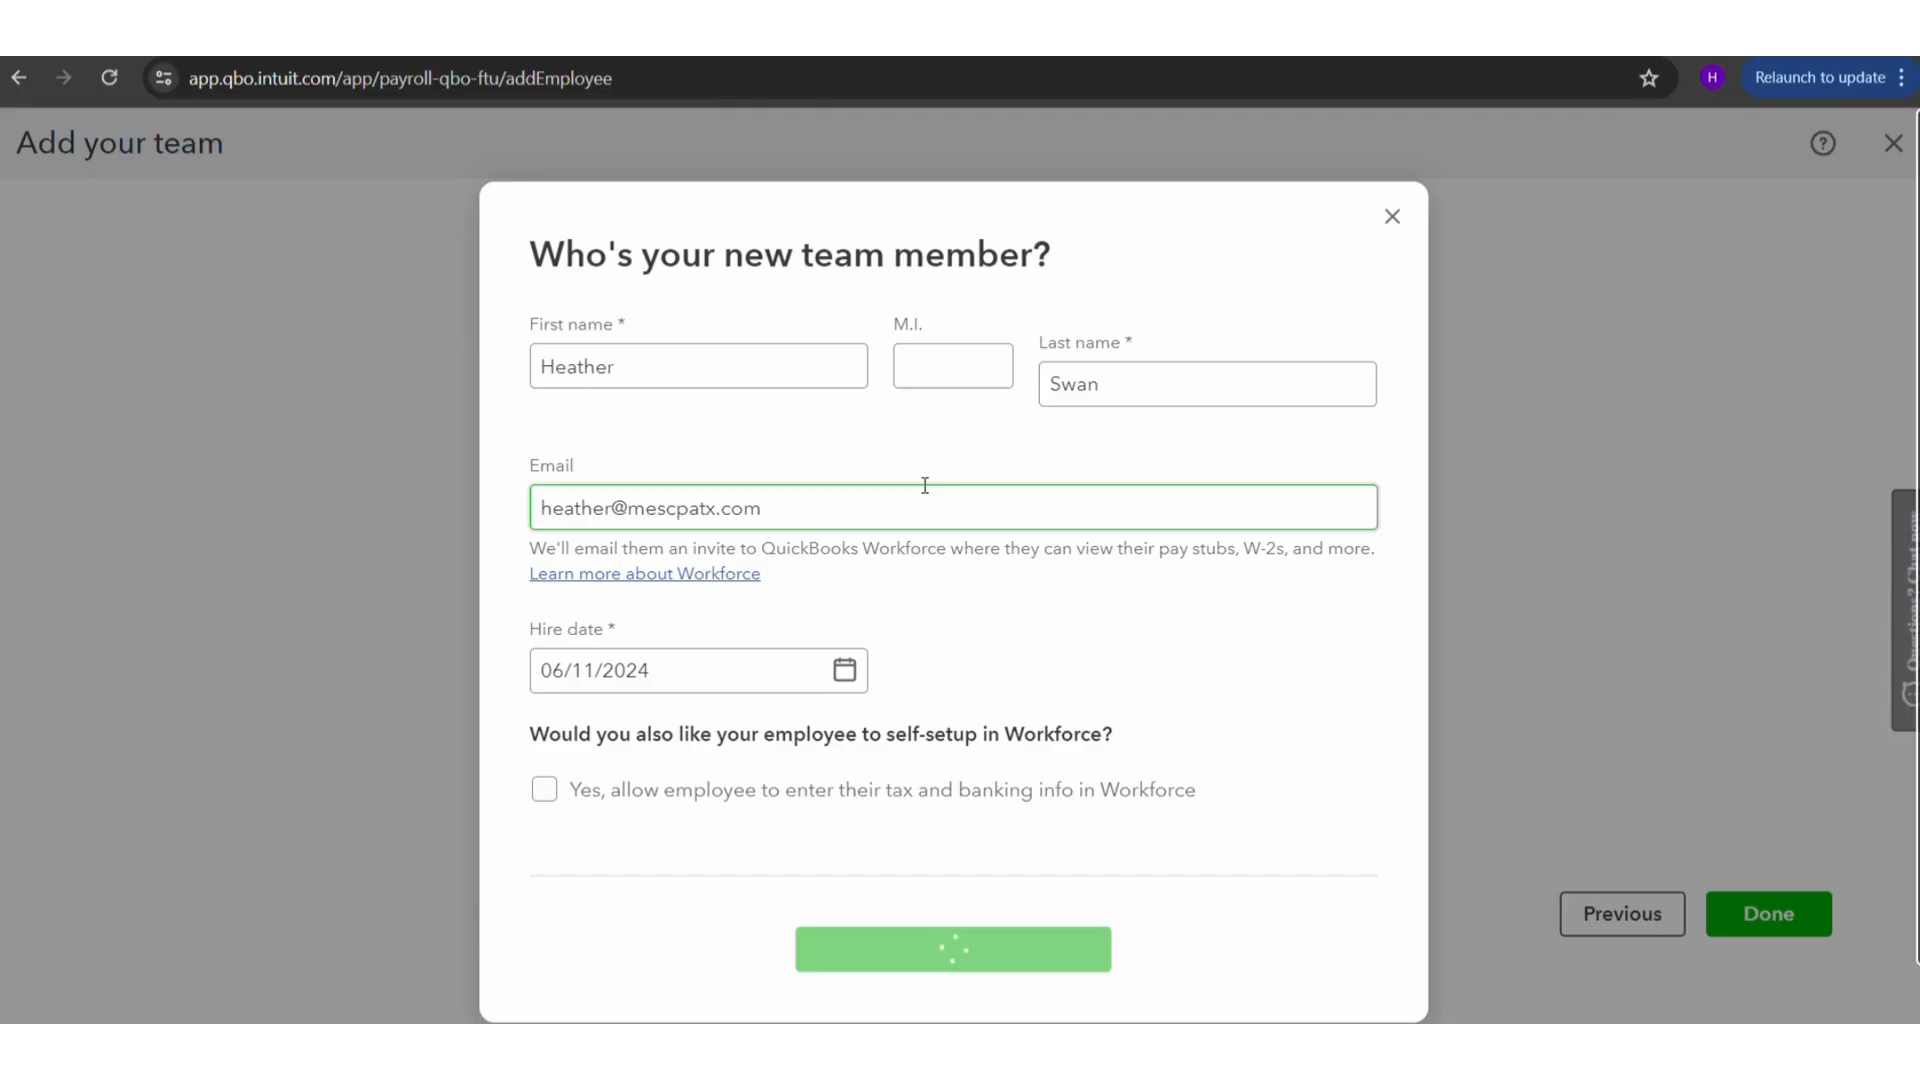 app.qbo.intuit.com/app/payroll-qbo-ftu/addEmployee
H
Relaunch to update
Add your team
Who's your new team member?
First name *
M.I.
Last name *
Heather
Swan
Email
heather@mescpatx.com
We'll email them an invite to QuickBooks Workforce where they can view their pay stubs, W-2s, and more.
Learn more about Workforce
Hire date *
06/11/2024
Would you also like your employee to self-setup in Workforce?
Yes, allow employee to enter their tax and banking info in Workforce
Questions? Chat now
Previous
Done